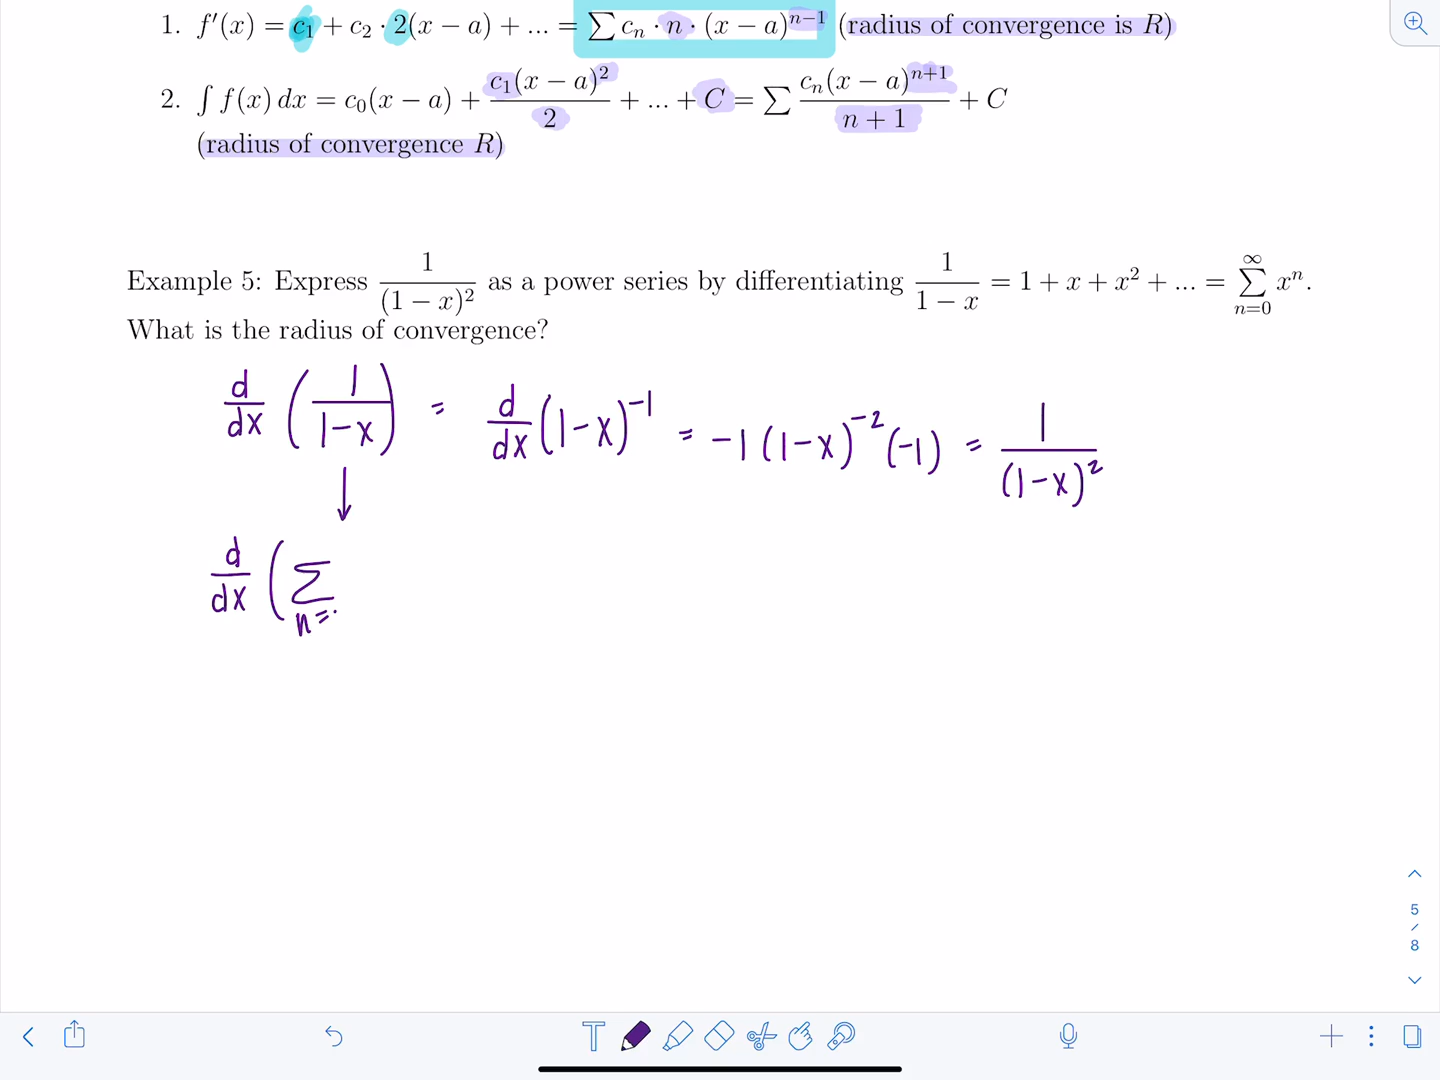 1. f′(x) = c₁ + c₂ · 2(x − a) + ... = ∑ cₙ · n · (x − a)ⁿ⁻¹ (radius of convergence is R)
2. ∫ f(x) dx = c₀(x − a) + c₁(x − a)²/2 + ... + C = ∑ cₙ(x − a)ⁿ⁺¹/(n + 1) + C
(radius of convergence R)
Example 5: Express 1/(1 − x)² as a power series by differentiating 1/(1 − x) = 1 + x + x² + ... = ∑_{n=0}^{∞} xⁿ.
What is the radius of convergence?
d/dx (1/(1-x)) = d/dx (1-x)⁻¹ = -1(1-x)⁻²(-1) = 1/(1-x)²
↓
d/dx (∑ n=
5
/
8
T